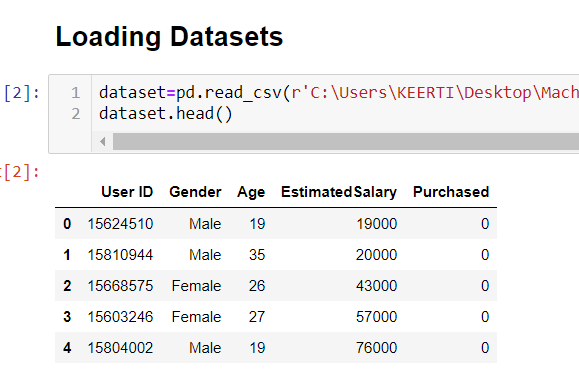 Loading Datasets
[2]: 1 dataset=pd.read_csv(r'C:\Users\KEERTI\Desktop\Mach
2 dataset.head()
t[2]:
User ID Gender Age EstimatedSalary Purchased
0 15624510 Male 19 19000 0
1 15810944 Male 35 20000 0
2 15668575 Female 26 43000 0
3 15603246 Female 27 57000 0
4 15804002 Male 19 76000 0